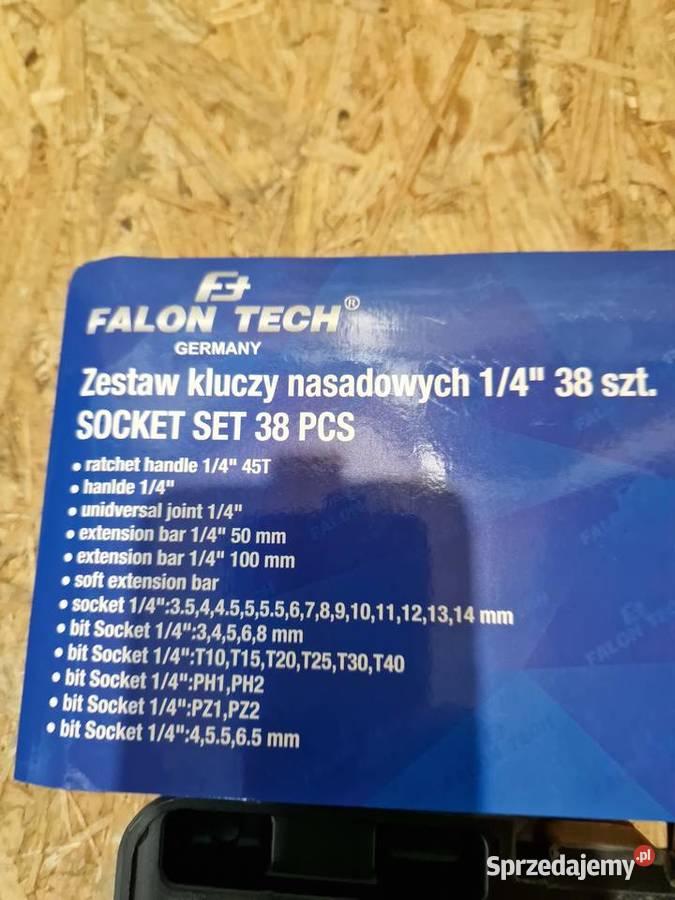 FALON TECH®
GERMANY
Zestaw kluczy nasadowych 1/4" 38 szt.
SOCKET SET 38 PCS
• ratchet handle 1/4" 45T
• hanlde 1/4"
• unidversal joint 1/4"
• extension bar 1/4" 50 mm
• extension bar 1/4" 100 mm
• soft extension bar
• socket 1/4":3.5,4,4.5,5,5.5,6,7,8,9,10,11,12,13,14 mm
• bit Socket 1/4":3,4,5,6,8 mm
• bit Socket 1/4":T10,T15,T20,T25,T30,T40
• bit Socket 1/4":PH1,PH2
• bit Socket 1/4":PZ1,PZ2
• bit Socket 1/4":4,5.5,6.5 mm
FALON TECH
Sprzedajemy.pl